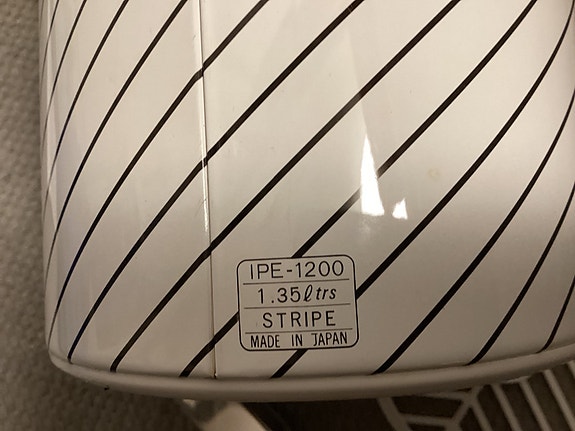 IPE-1200
1.35ℓtrs
STRIPE
MADE IN JAPAN